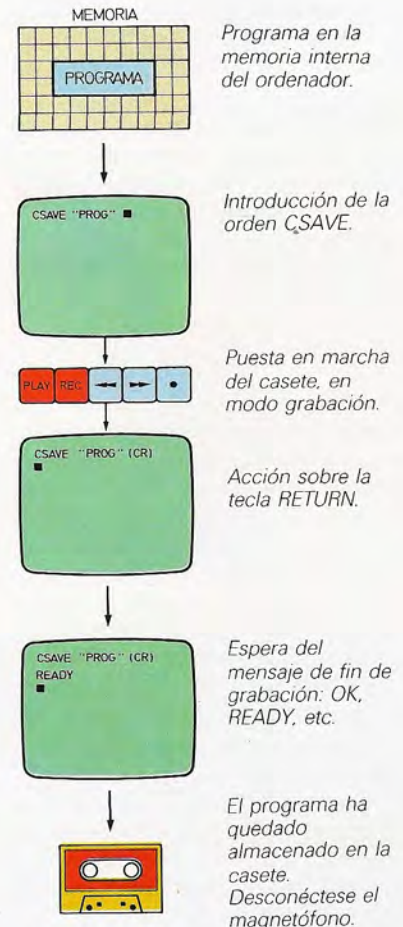 MEMORIA
PROGRAMA
Programa en la
memoria interna
del ordenador.
CSAVE "PROG"
Introducción de la
orden CSAVE.
PLAY REC
Puesta en marcha
del casete, en
modo grabación.
CSAVE "PROG" (CR)
Acción sobre la
tecla RETURN.
CSAVE "PROG" (CR)
READY
Espera del
mensaje de fin de
grabación: OK,
READY, etc.
El programa ha
quedado
almacenado en la
casete.
Desconéctese el
magnetófono.